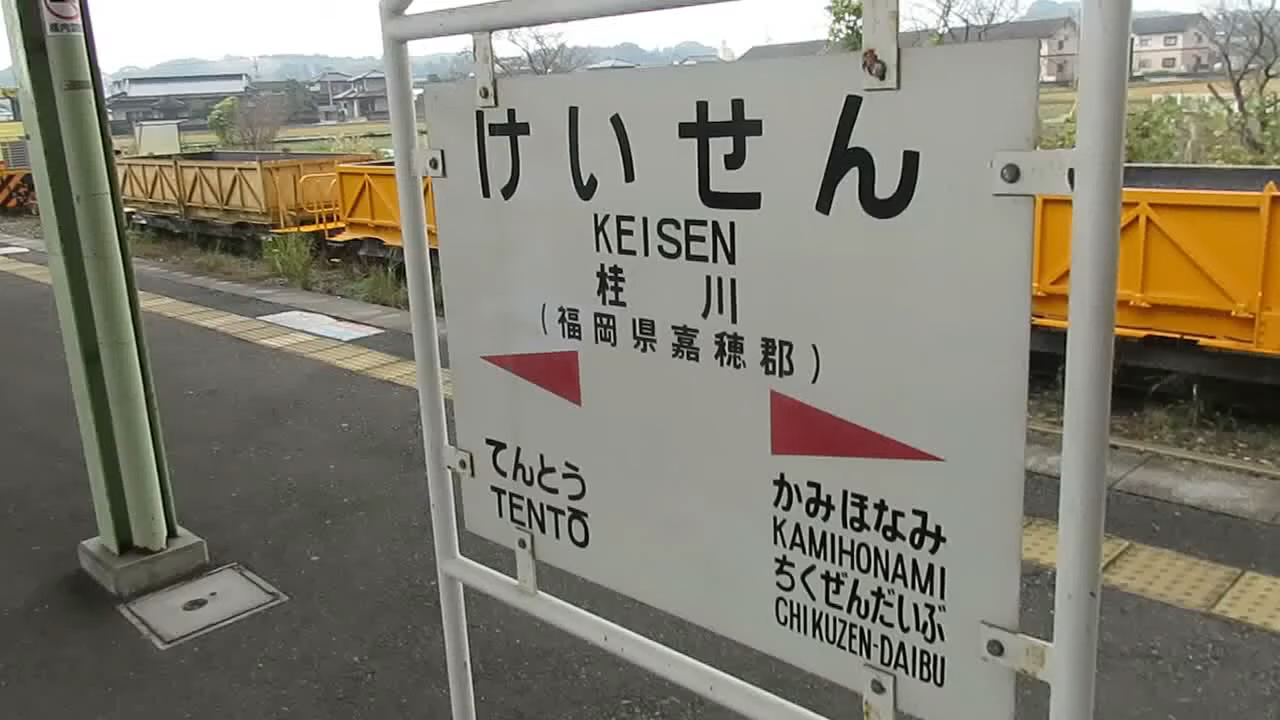 けいせん
KEISEN
桂川
(福岡県嘉穂郡)
てんとう
TENTŌ
かみほなみ
KAMIHONAMI
ちくぜんだいぶ
CHIKUZEN-DAIBU